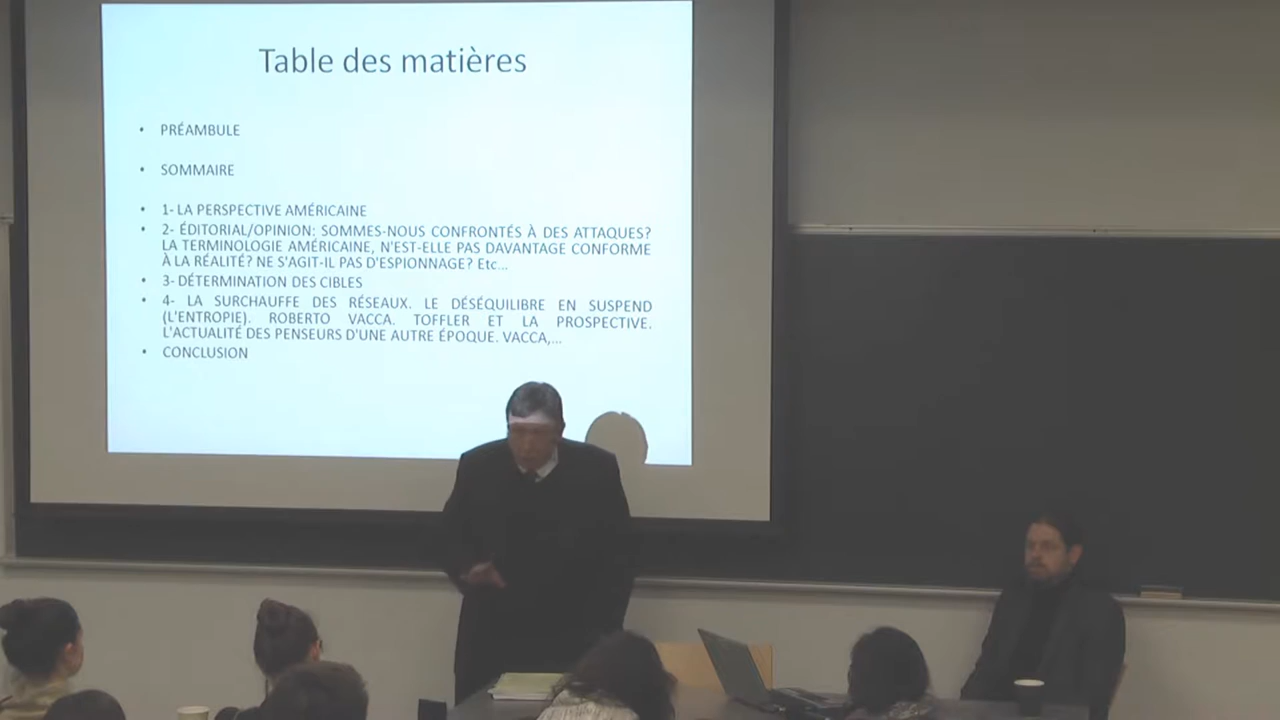 Table des matières
• PRÉAMBULE
• SOMMAIRE
• 1- LA PERSPECTIVE AMÉRICAINE
• 2- ÉDITORIAL/OPINION: SOMMES-NOUS CONFRONTÉS À DES ATTAQUES?
LA TERMINOLOGIE AMÉRICAINE, N'EST-ELLE PAS DAVANTAGE CONFORME
À LA RÉALITÉ? NE S'AGIT-IL PAS D'ESPIONNAGE? Etc...
• 3- DÉTERMINATION DES CIBLES
• 4- LA SURCHAUFFE DES RÉSEAUX. LE DÉSÉQUILIBRE EN SUSPEND
(L'ENTROPIE). ROBERTO VACCA. TOFFLER ET LA PROSPECTIVE.
L'ACTUALITÉ DES PENSEURS D'UNE AUTRE ÉPOQUE. VACCA,...
• CONCLUSION